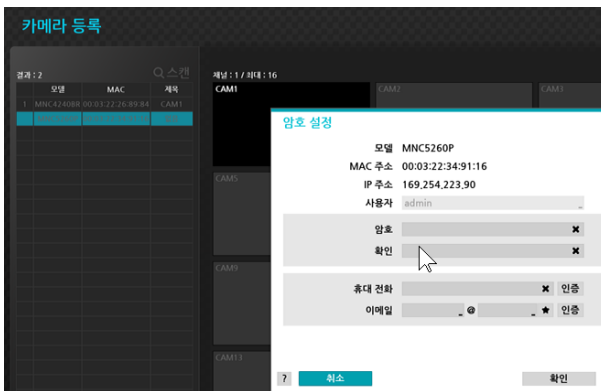 카메라 등록
결과 : 2
스캔
모델 MAC 제목
1 MNC4240BR 00:03:22:26:89:84 CAM1
채널 : 1 / 최대 : 16
CAM1 CAM2 CAM3
CAM5
CAM9
CAM13
암호 설정
모델 MNC5260P
MAC 주소 00:03:22:34:91:16
IP 주소 169.254.223.90
사용자 admin
암호
확인
휴대 전화 인증
이메일 @ 인증
? 취소 확인